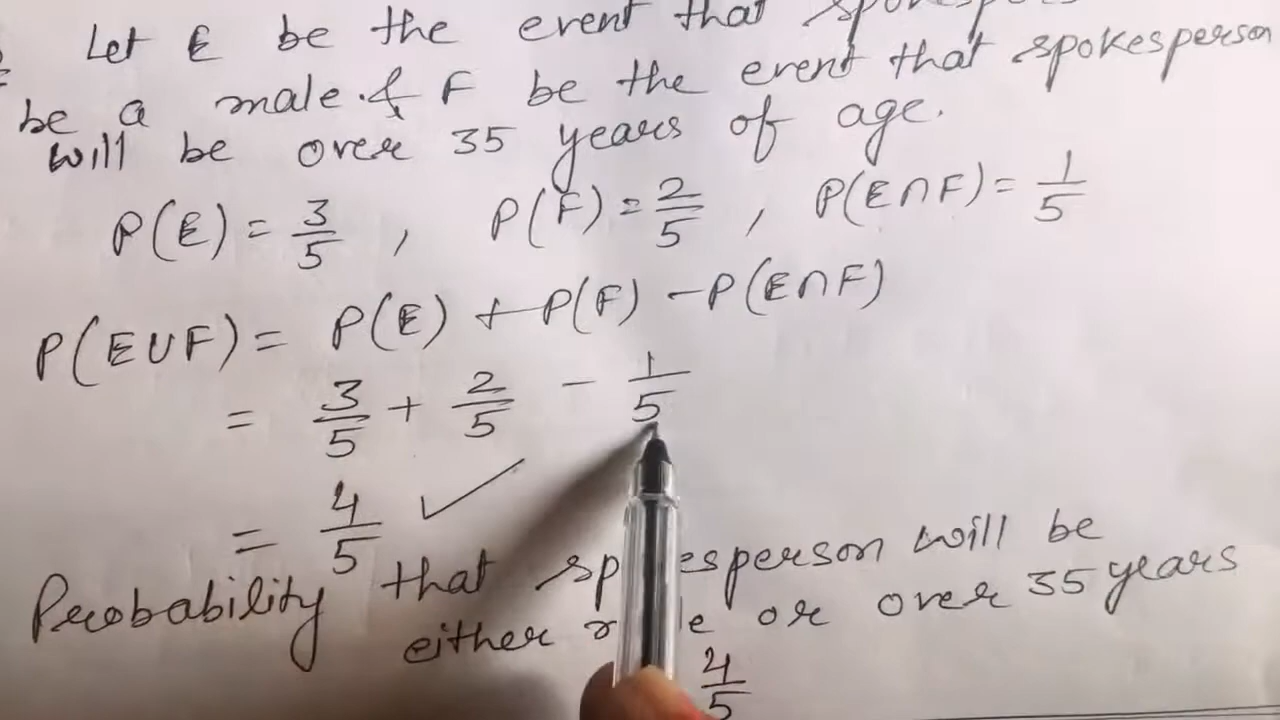 Let E be the event that
be a male. & F be the event that spokesperson
will be over 35 years of age.
P(E) = 3/5 , P(F) = 2/5 , P(E∩F) = 1/5
P(E∪F) = P(E) + P(F) - P(E∩F)
= 3/5 + 2/5 - 1/5
= 4/5 ✓
Probability that spokesperson will be
either or over 35 years
4/5